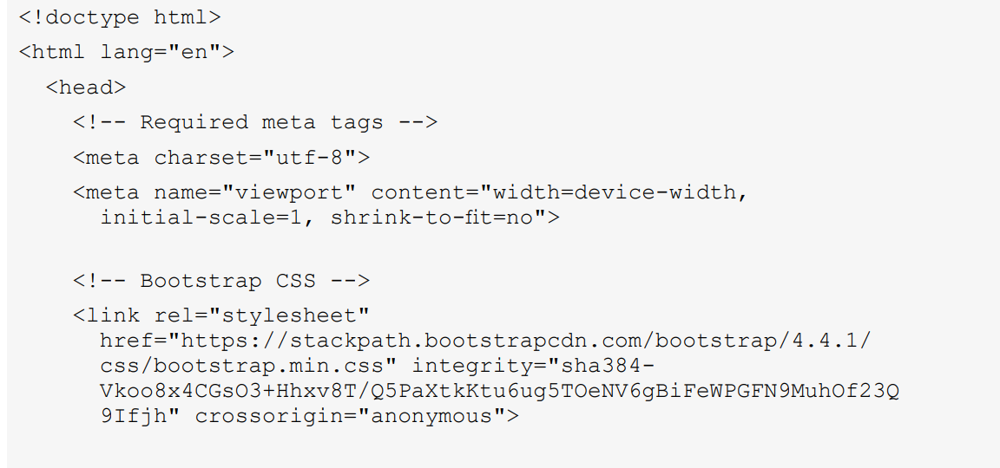 <!doctype html>
<html lang="en">
<head>
<!-- Required meta tags -->
<meta charset="utf-8">
<meta name="viewport" content="width=device-width,
initial-scale=1, shrink-to-fit=no">
<!-- Bootstrap CSS -->
<link rel="stylesheet"
href="https://stackpath.bootstrapcdn.com/bootstrap/4.4.1/
css/bootstrap.min.css" integrity="sha384-
Vkoo8x4CGsO3+Hhxv8T/Q5PaXtkKtu6ug5TOeNV6gBiFeWPGFN9MuhOf23Q
9Ifjh" crossorigin="anonymous">